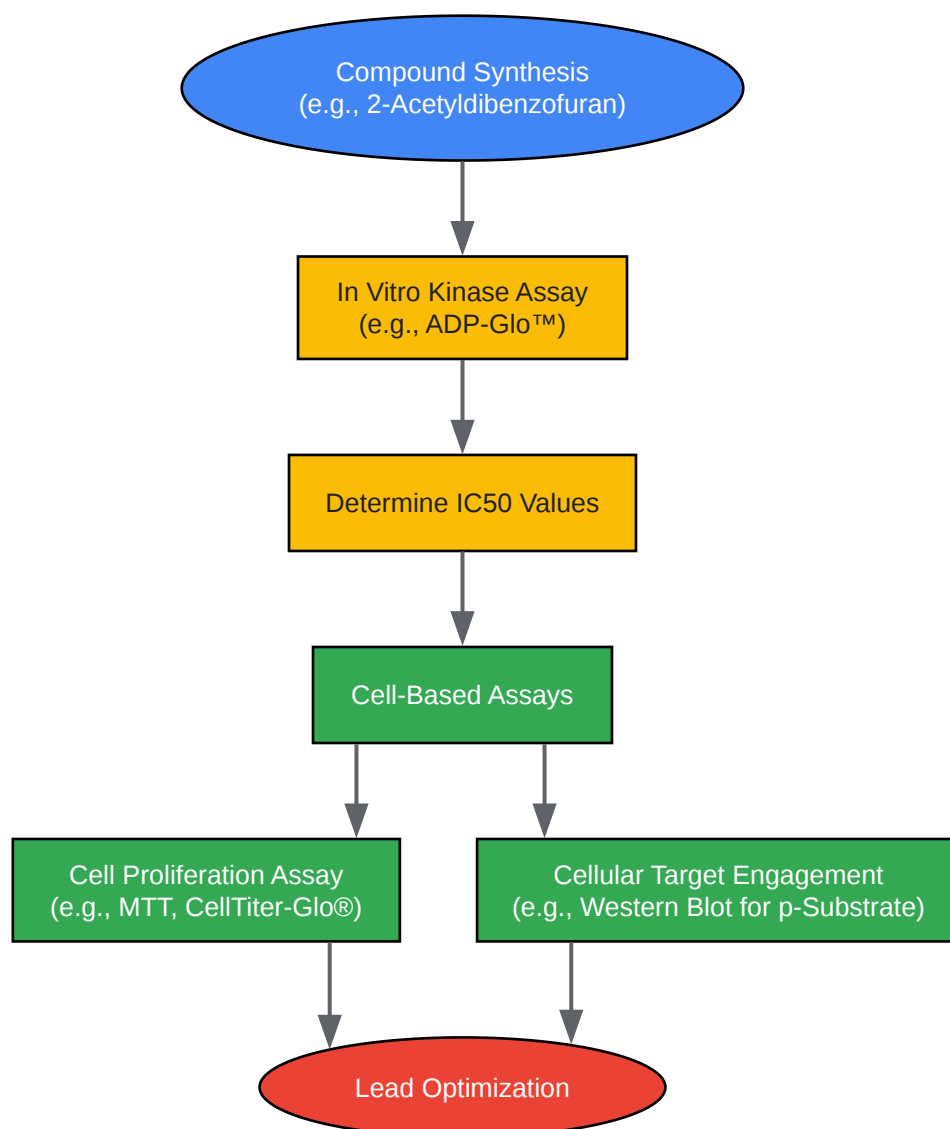 Compound Synthesis
(e.g., 2-Acetyldibenzofuran)
In Vitro Kinase Assay
(e.g., ADP-Glo™)
Determine IC50 Values
Cell-Based Assays
Cell Proliferation Assay
(e.g., MTT, CellTiter-Glo®)
Cellular Target Engagement
(e.g., Western Blot for p-Substrate)
Lead Optimization